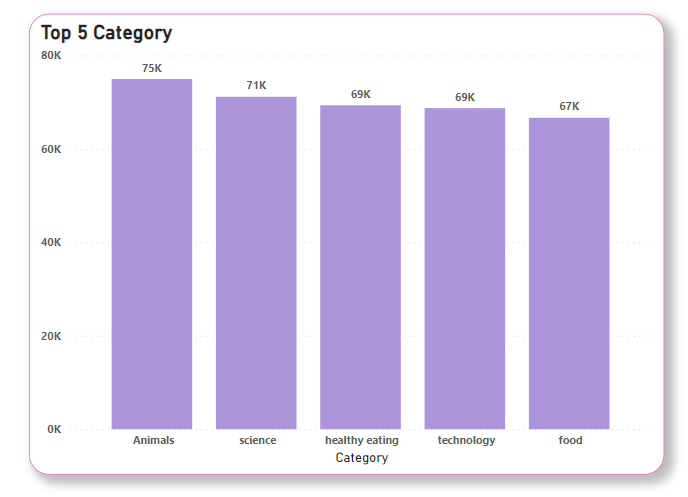 Top 5 Category
80K
60K
40K
20K
0K
75K
71K
69K
69K
67K
Animals science healthy eating technology food
Category